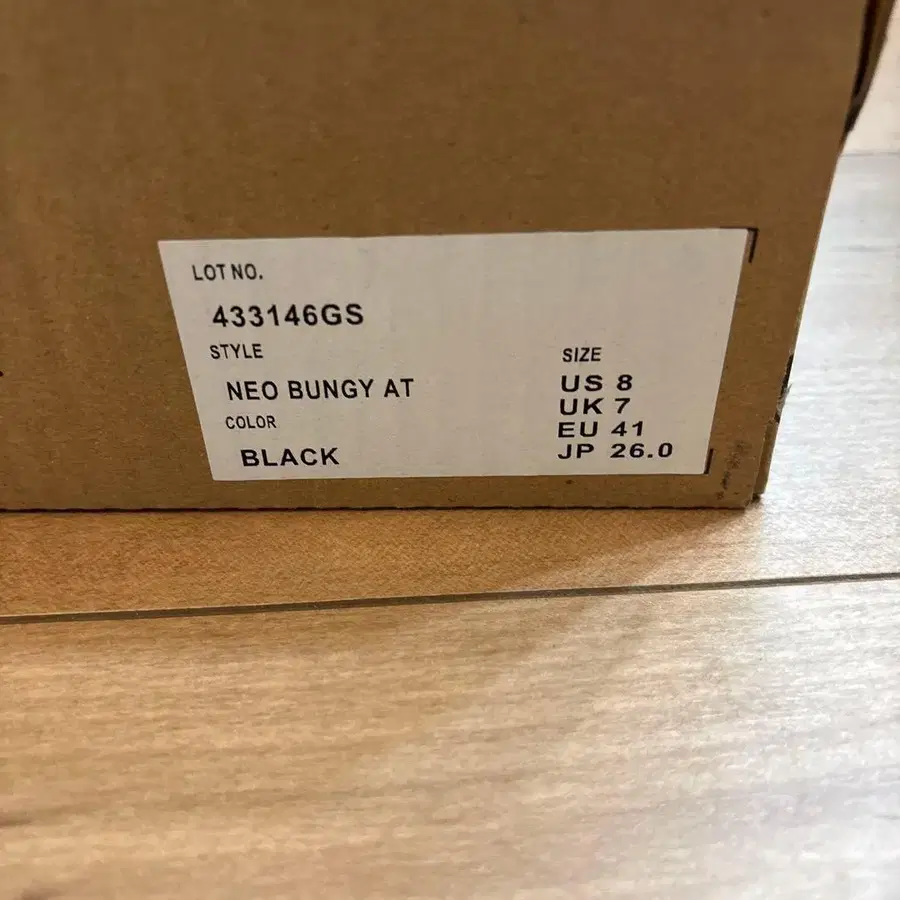 LOT NO.
433146GS
STYLE
NEO BUNGY AT
COLOR
BLACK
SIZE
US 8
UK 7
EU 41
JP 26.0